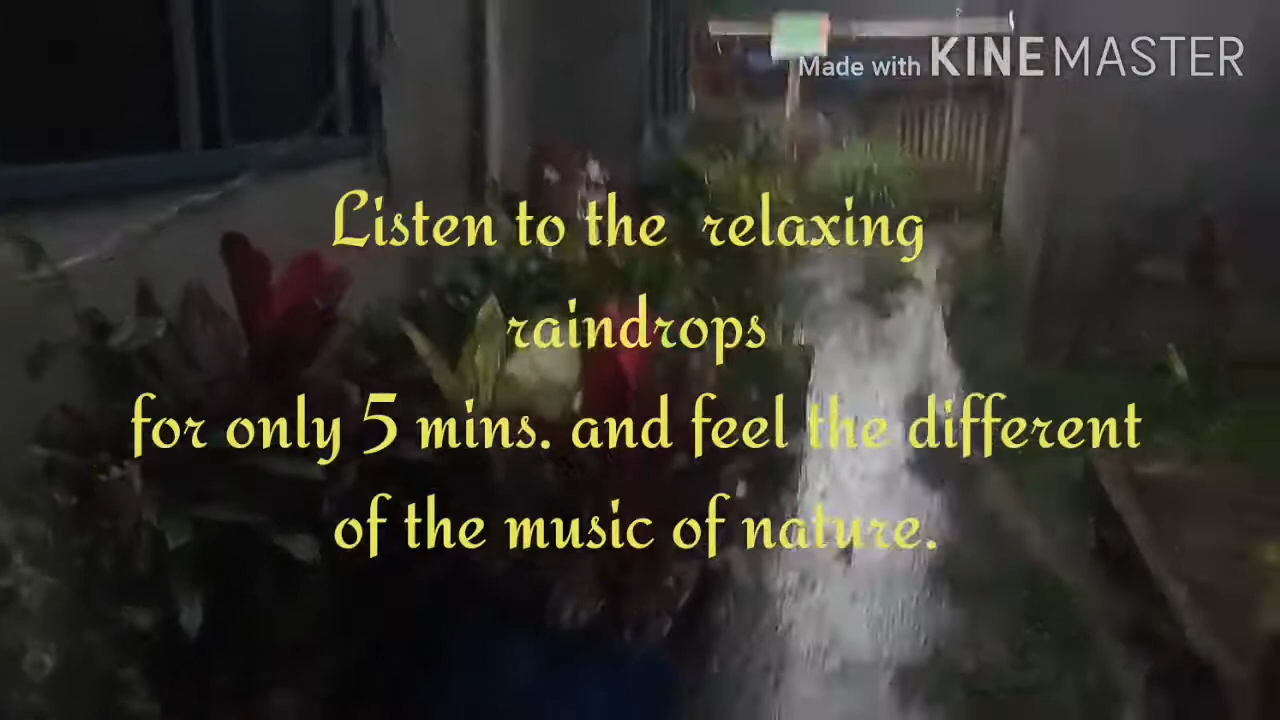 Made with KINEMASTER
Listen to the relaxing
raindrops
for only 5 mins. and feel the different
of the music of nature.